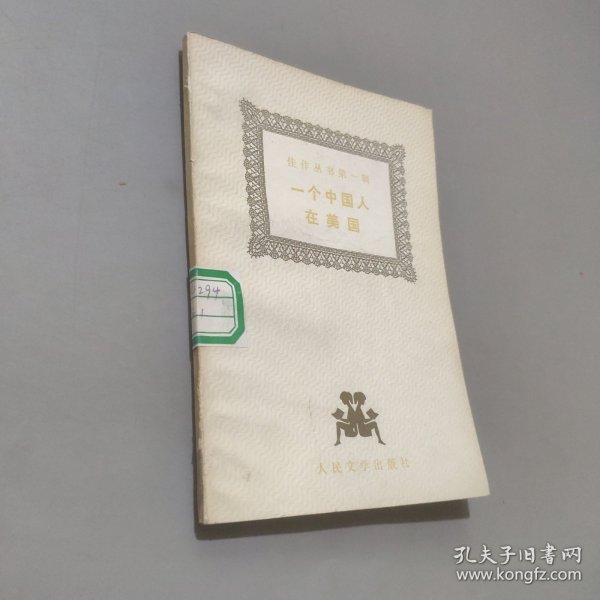 佳作丛书第一辑
一个中国人
在美国
294
1
人民文学出版社
孔夫子旧书网
www.kongfz.com